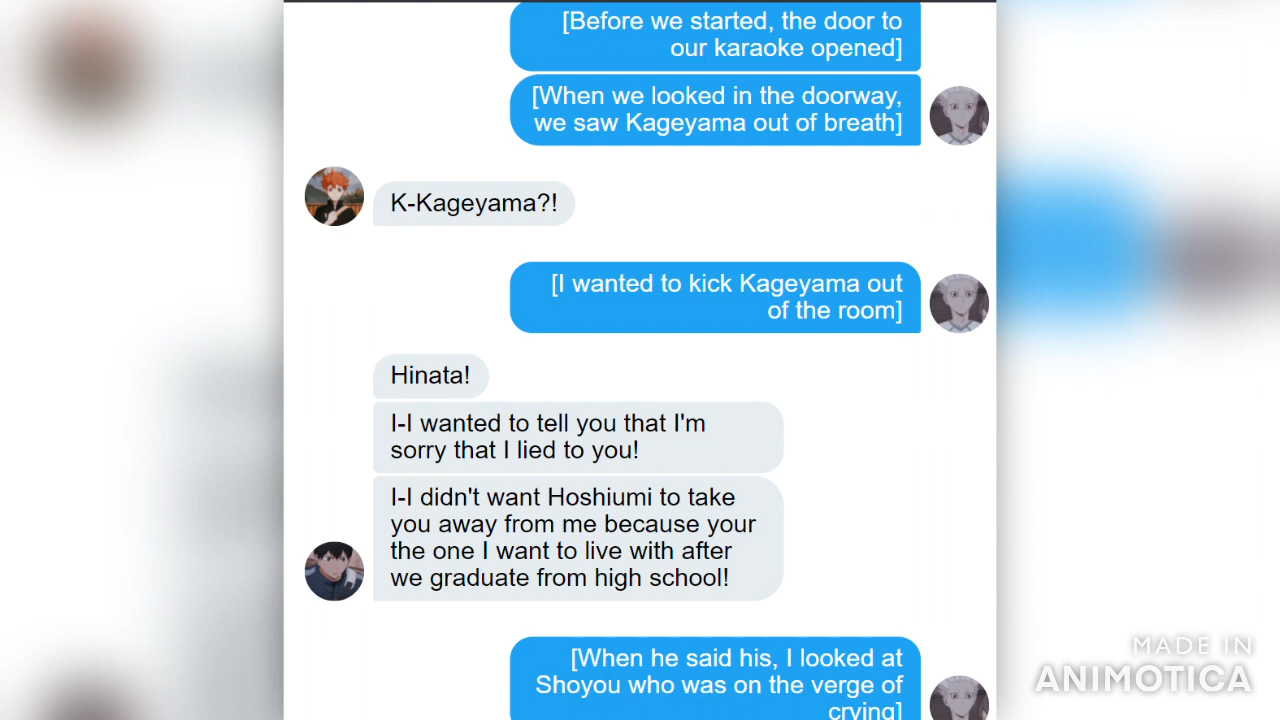 [Before we started, the door to
our karaoke opened]
[When we looked in the doorway,
we saw Kageyama out of breath]
K-Kageyama?!
[I wanted to kick Kageyama out
of the room]
Hinata!
I-I wanted to tell you that I'm
sorry that I lied to you!
I-I didn't want Hoshiumi to take
you away from me because your
the one I want to live with after
we graduate from high school!
[When he said his, I looked at
Shoyou who was on the verge of
crying]
MADE IN
ANIMOTICA